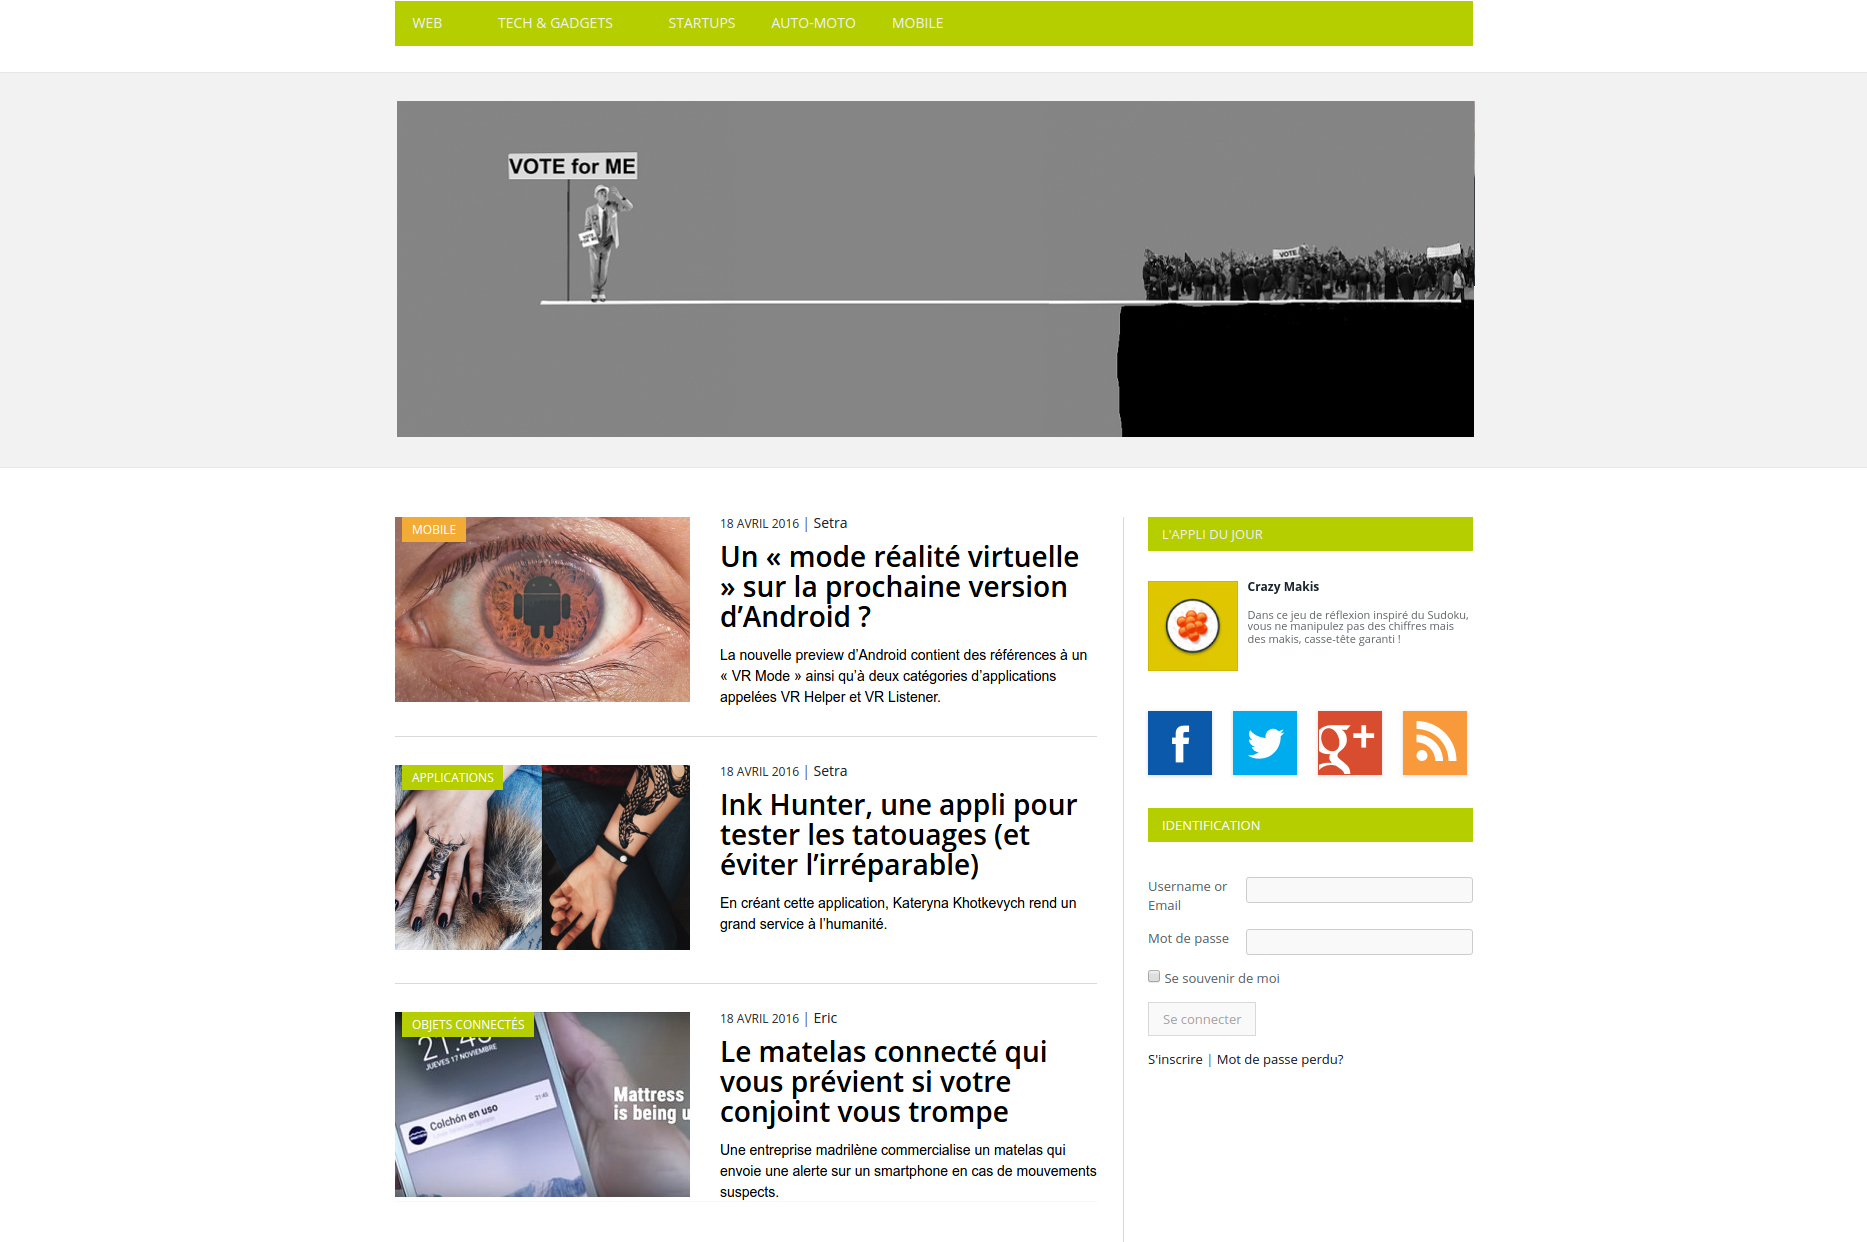 WEB TECH & GADGETS STARTUPS AUTO-MOTO MOBILE
VOTE for ME
VOTE
MOBILE
18 AVRIL 2016 | Setra
Un « mode réalité virtuelle
» sur la prochaine version
d’Android ?
La nouvelle preview d’Android contient des références à un
« VR Mode » ainsi qu’à deux catégories d’applications
appelées VR Helper et VR Listener.
APPLICATIONS
18 AVRIL 2016 | Setra
Ink Hunter, une appli pour
tester les tatouages (et
éviter l’irréparable)
En créant cette application, Kateryna Khotkevych rend un
grand service à l’humanité.
OBJETS CONNECTÉS
JUEVES 17 NOVIEMBRE
Colchón en uso
21:45
Mattress
is being u
18 AVRIL 2016 | Eric
Le matelas connecté qui
vous prévient si votre
conjoint vous trompe
Une entreprise madrilène commercialise un matelas qui
envoie une alerte sur un smartphone en cas de mouvements
suspects.
L'APPLI DU JOUR
Crazy Makis
Dans ce jeu de réflexion inspiré du Sudoku,
vous ne manipulez pas des chiffres mais
des makis, casse-tête garanti !
f
g+
IDENTIFICATION
Username or
Email
Mot de passe
Se souvenir de moi
Se connecter
S'inscrire | Mot de passe perdu?